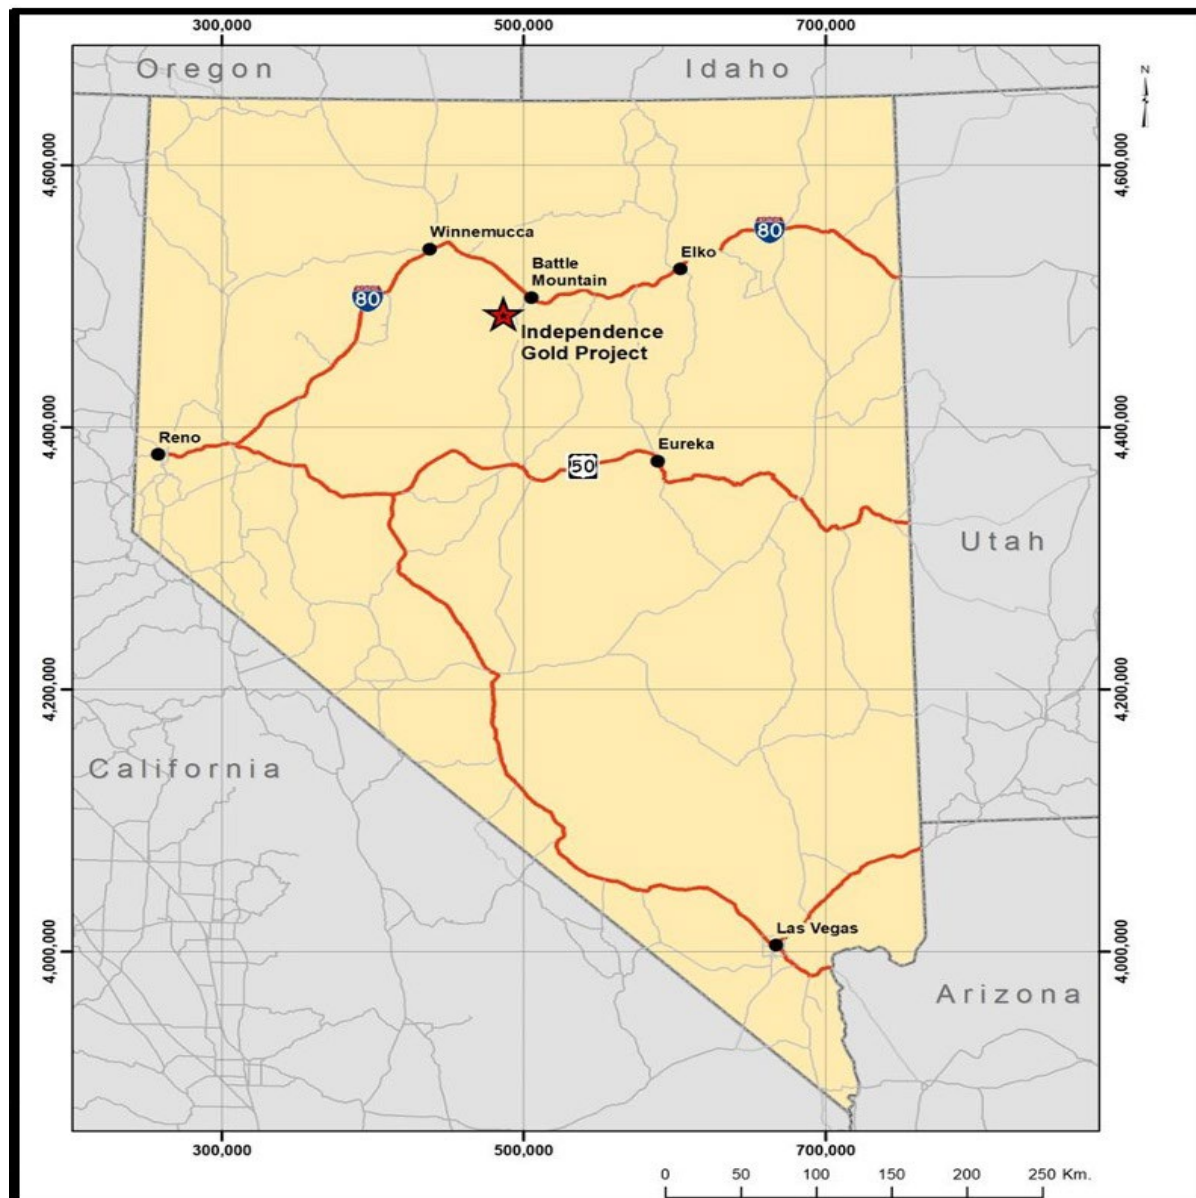 300,000 500,000 700,000
Oregon Idaho
N
4,600,000 4,600,000
80
Winnemucca
Elko
Battle
Mountain
80
Independence
Gold Project
4,400,000 4,400,000
Reno
Eureka
50
Utah
4,200,000 4,200,000
California
Las Vegas
4,000,000 4,000,000
Arizona
300,000 500,000 700,000
0 50 100 150 200 250 Km.